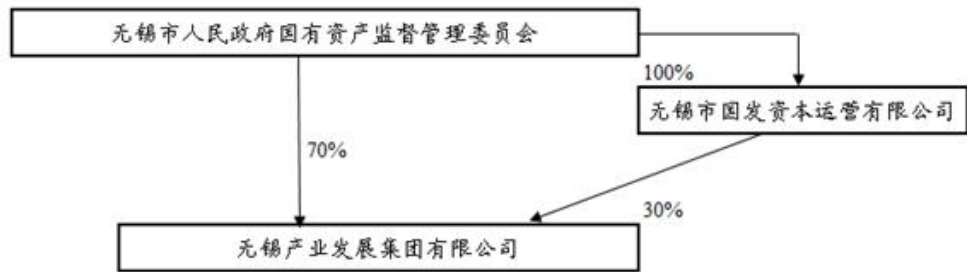 无锡市人民政府国有资产监督管理委员会
100%
无锡市国发资本运营有限公司
70%
30%
无锡产业发展集团有限公司